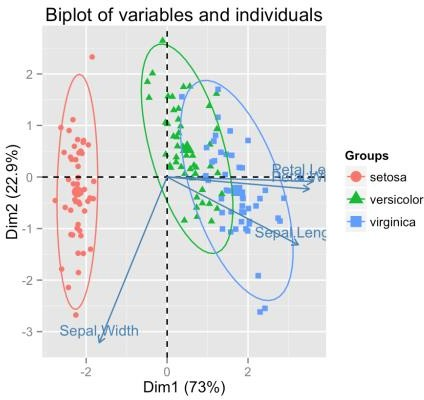 Biplot of variables and individuals
2
1
0
-1
-2
-3
-2
0
2
Dim2 (22.9%)
Dim1 (73%)
Petal.Le
Sepal.Leng
Sepal.Width
Groups
setosa
versicolor
virginica